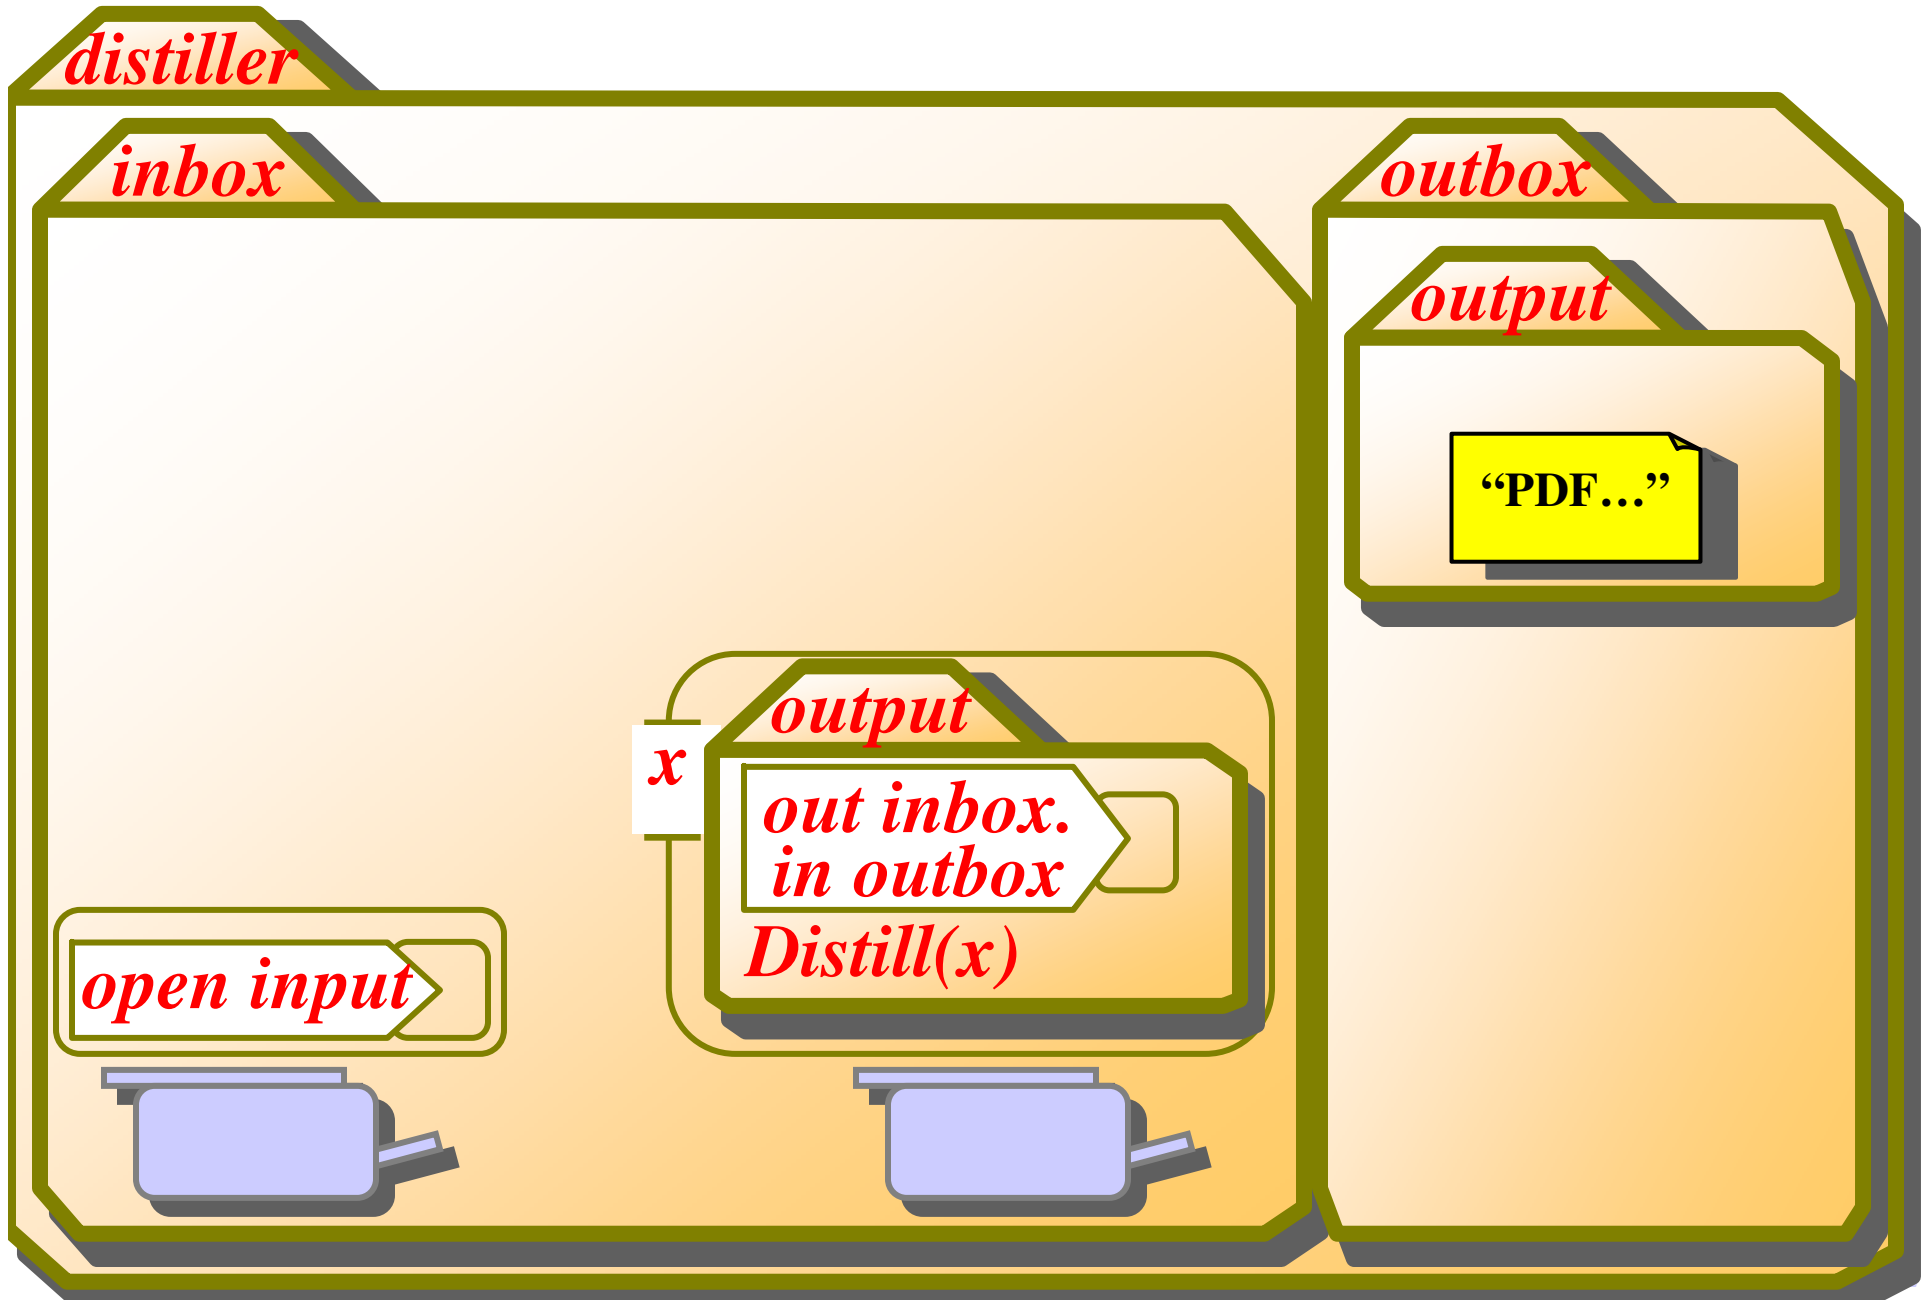 distiller
inbox
outbox
output
“PDF…”
output
x
out inbox.
in outbox
Distill(x)
open input